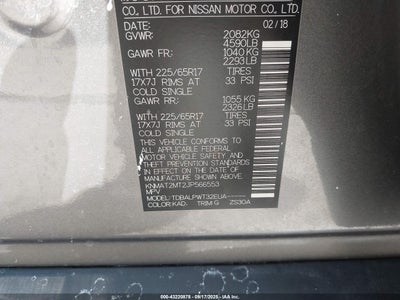 CO., LTD. FOR NISSAN MOTOR CO., LTD.
DATE: 02/18
GVWR: 2082KG
4590LB
GAWR FR: 1040 KG
2293LB
WITH 225/65R17 TIRES
17X7J RIMS AT 33 PSI
COLD SINGLE
GAWR RR: 1055 KG
2326LB
WITH 225/65R17 TIRES
17X7J RIMS AT 33 PSI
COLD SINGLE
THIS VEHICLE CONFORMS TO ALL
APPLICABLE U.S. FEDERAL
MOTOR VEHICLE SAFETY AND THEFT
PREVENTION STANDARDS IN
EFFECT ON THE DATE OF
MANUFACTURE SHOWN ABOVE.
KNMAT2MT2JP566553
MPV
MODEL/TYPE: TDBALPWT32EUA------
COLOR:KAD, TRIM:G ZS30A
000-43220878 - 09/17/2025 - IAA Inc.